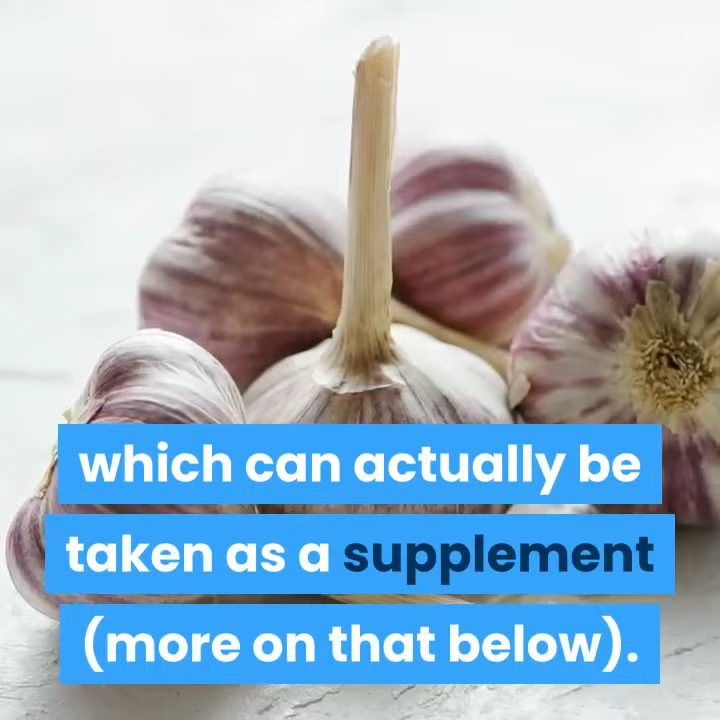 which can actually be
taken as a supplement
(more on that below).